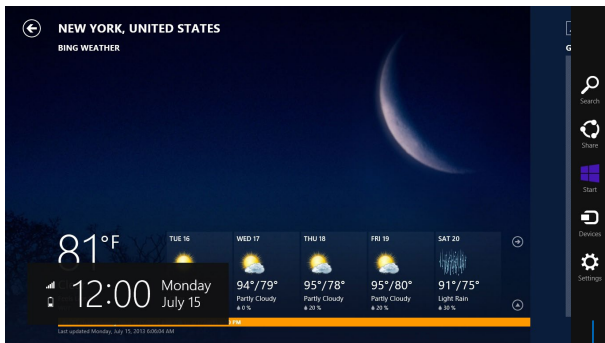 NEW YORK, UNITED STATES
BING WEATHER
G
Search
Share
Start
Devices
Settings
81°F
TUE 16
WED 17
94°/79°
Partly Cloudy
0 %
THU 18
95°/78°
Partly Cloudy
20 %
FRI 19
95°/80°
Partly Cloudy
20 %
SAT 20
91°/75°
Light Rain
30 %
12:00
Monday
July 15
PM
Last updated Monday, July 15, 2013 6:06:04 AM